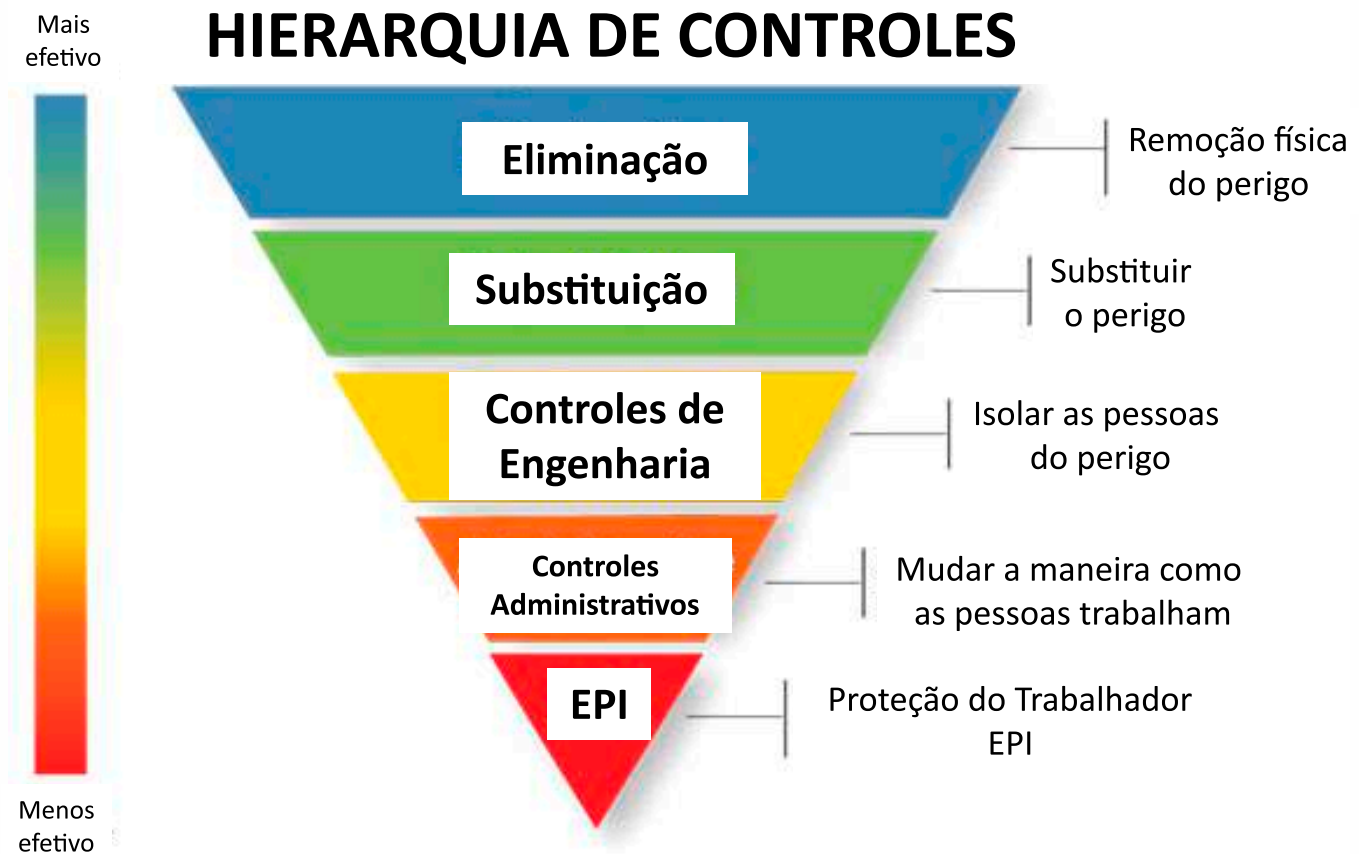 HIERARQUIA DE CONTROLES
Mais
efetivo
Eliminação
Remoção física
do perigo
Substituição
Substituir
o perigo
Controles de
Engenharia
Isolar as pessoas
do perigo
Controles
Administrativos
Mudar a maneira como
as pessoas trabalham
EPI
Proteção do Trabalhador
EPI
Menos
efetivo